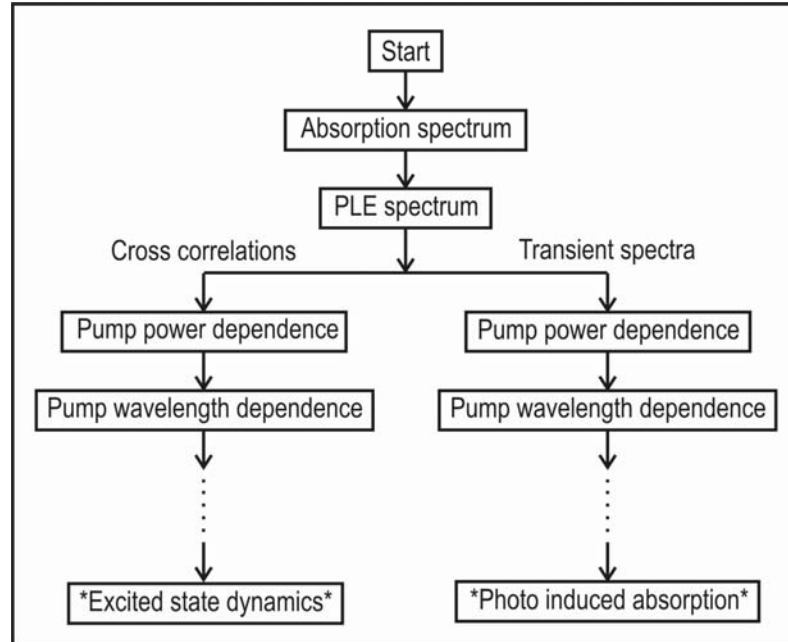 Start
Absorption spectrum
PLE spectrum
Cross correlations
Transient spectra
Pump power dependence
Pump power dependence
Pump wavelength dependence
Pump wavelength dependence
*Excited state dynamics*
*Photo induced absorption*